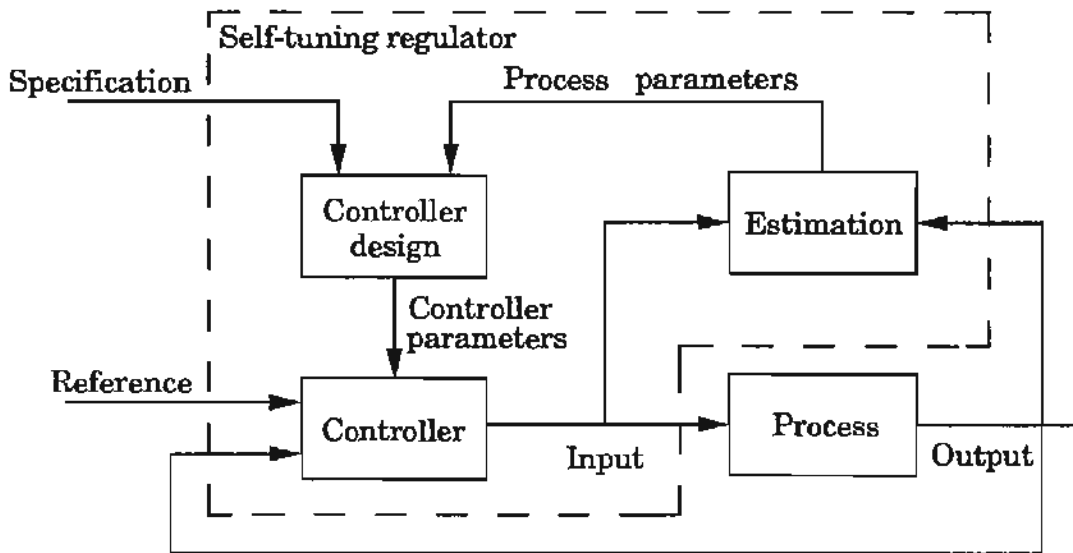 Self-tuning regulator
Specification
Process parameters
Controller
design
Estimation
Controller
parameters
Reference
Controller
Process
Input
Output